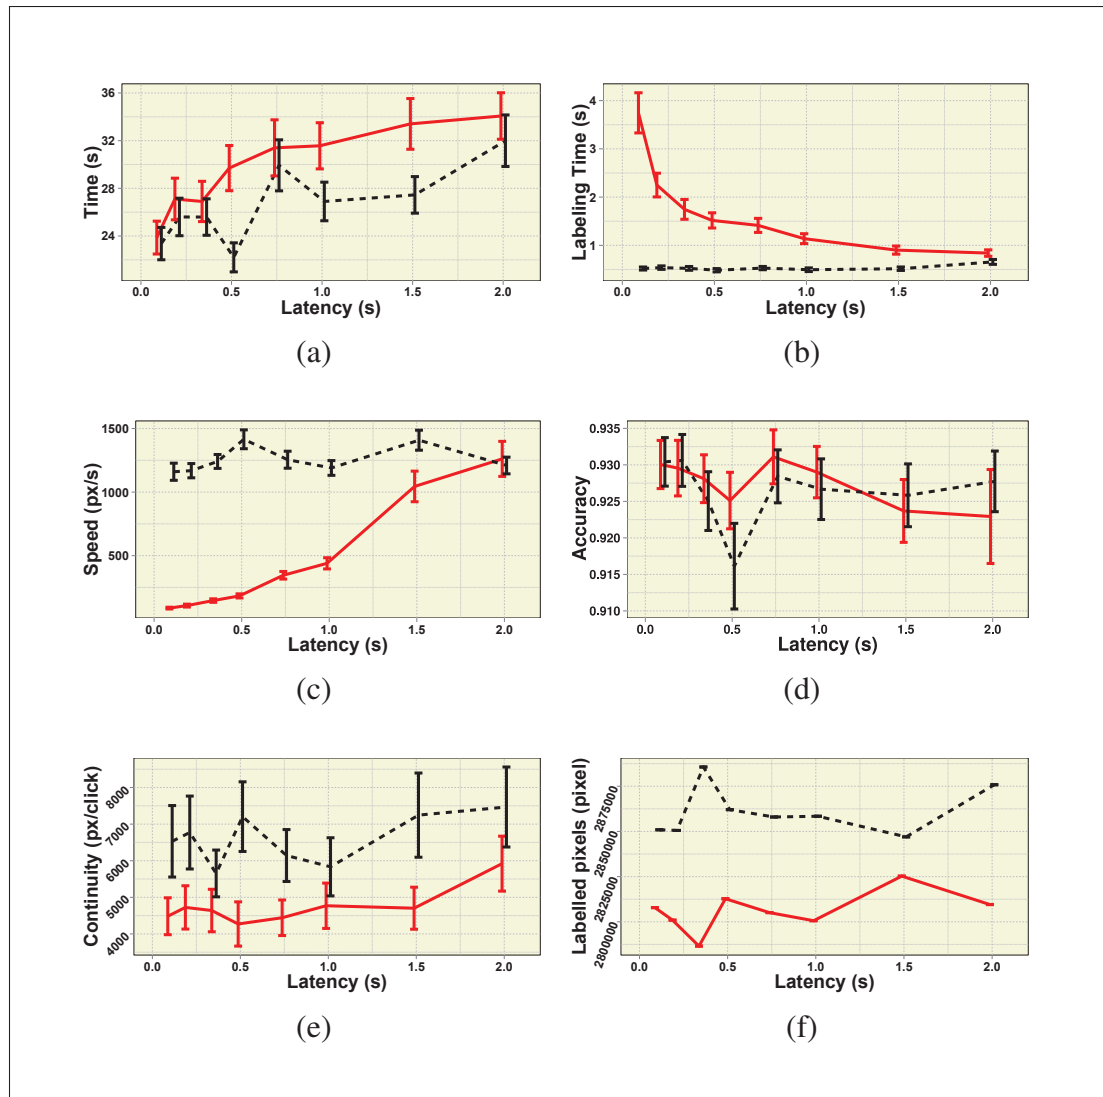 36
32
28
24
Time (s)
0.0 0.5 1.0 1.5 2.0
Latency (s)
(a)
4
3
2
1
Labeling Time (s)
0.0 0.5 1.0 1.5 2.0
Latency (s)
(b)
1500
1000
500
Speed (px/s)
0.0 0.5 1.0 1.5 2.0
Latency (s)
(c)
0.935
0.930
0.925
0.920
0.915
0.910
Accuracy
0.0 0.5 1.0 1.5 2.0
Latency (s)
(d)
8000
7000
6000
5000
4000
Continuity (px/click)
0.0 0.5 1.0 1.5 2.0
Latency (s)
(e)
2875000
2850000
2825000
2800000
Labelled pixels (pixel)
0.0 0.5 1.0 1.5 2.0
Latency (s)
(f)